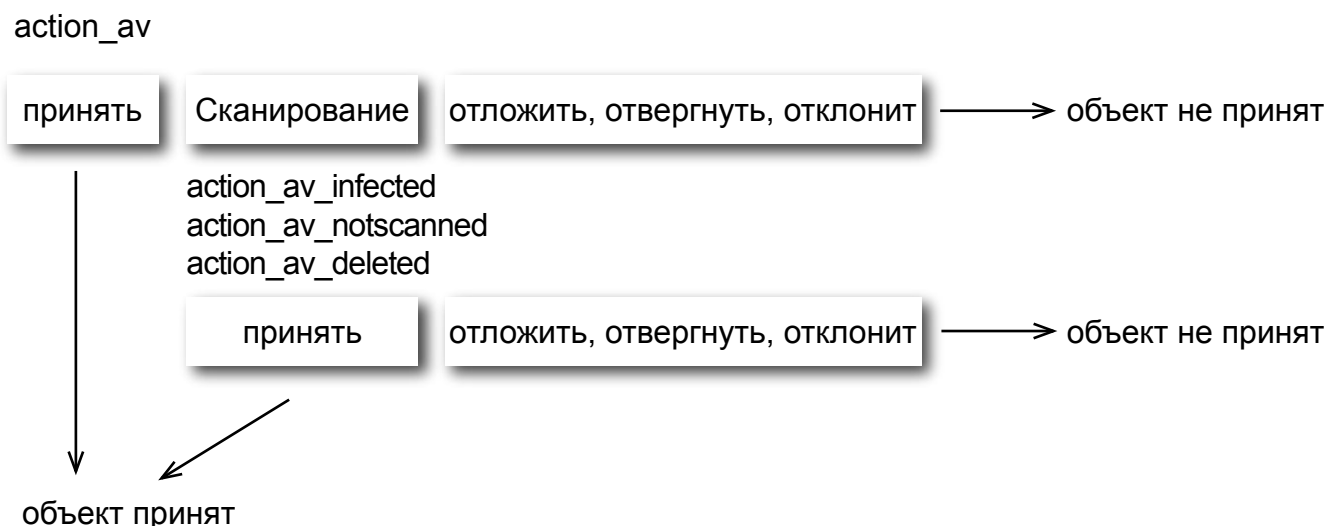 action_av
принять Сканирование отложить, отвергнуть, отклонит объект не принят
action_av_infected
action_av_notscanned
action_av_deleted
принять отложить, отвергнуть, отклонит объект не принят
объект принят